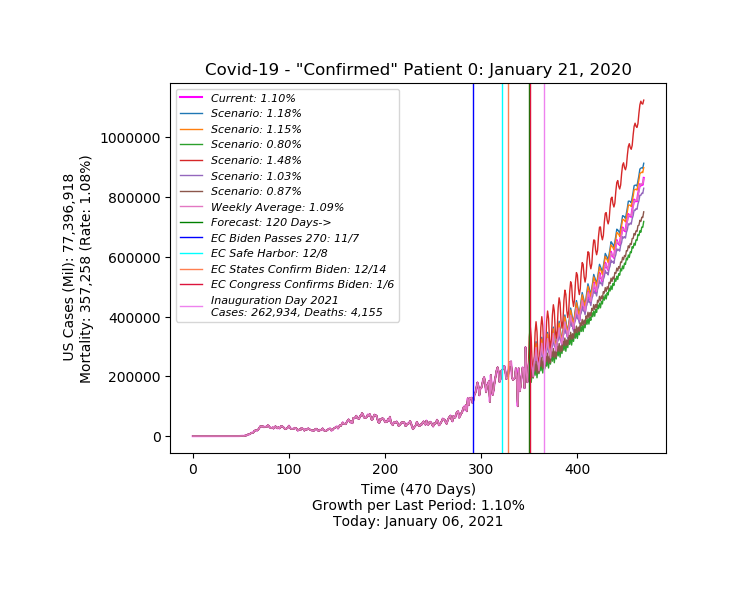 Covid-19 - "Confirmed" Patient 0: January 21, 2020
US Cases (Mil): 77,396,918
Mortality: 357,258 (Rate: 1.08%)
1000000
800000
600000
400000
200000
0
Current: 1.10%
Scenario: 1.18%
Scenario: 1.15%
Scenario: 0.80%
Scenario: 1.48%
Scenario: 1.03%
Scenario: 0.87%
Weekly Average: 1.09%
Forecast: 120 Days->
EC Biden Passes 270: 11/7
EC Safe Harbor: 12/8
EC States Confirm Biden: 12/14
EC Congress Confirms Biden: 1/6
Inauguration Day 2021
Cases: 262,934, Deaths: 4,155
0 100 200 300 400
Time (470 Days)
Growth per Last Period: 1.10%
Today: January 06, 2021